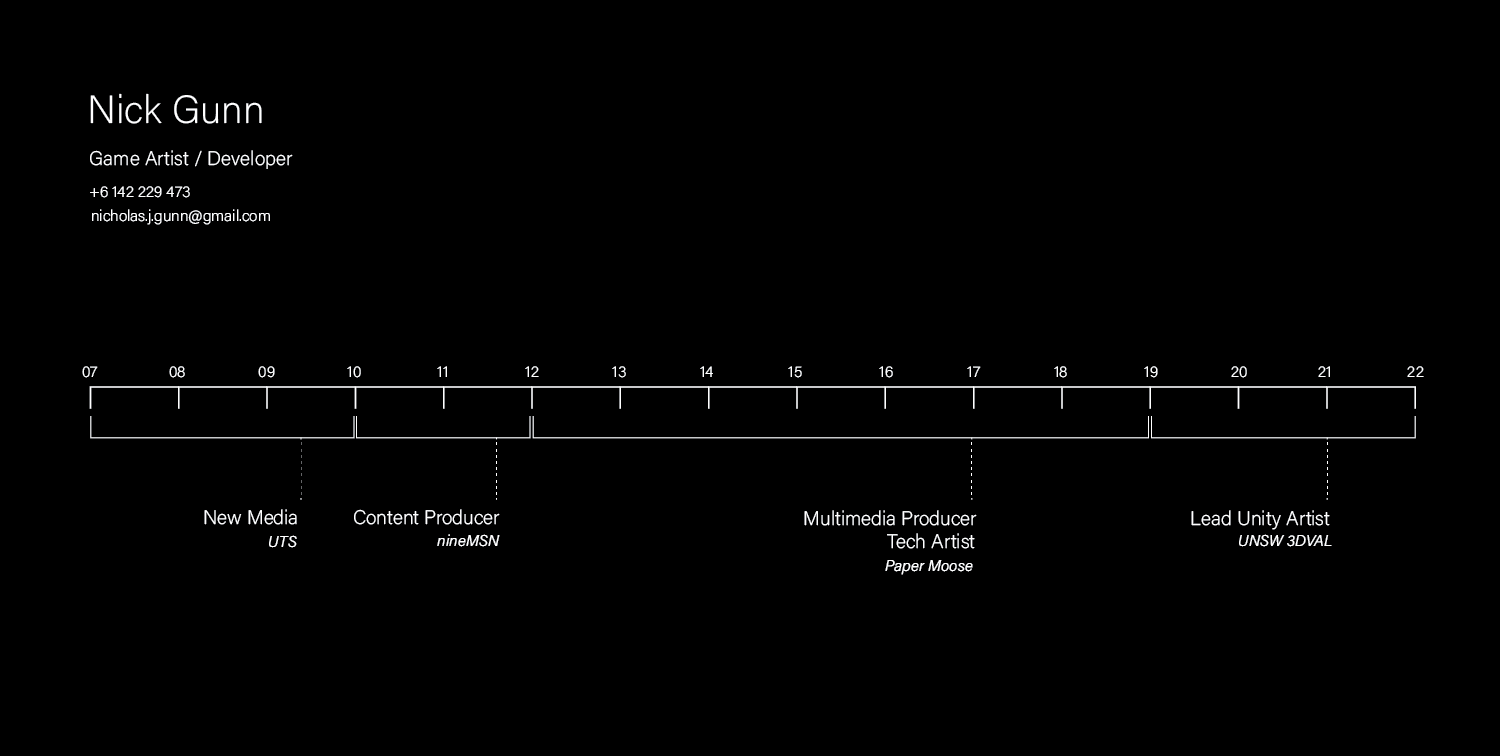 Nick Gunn
Game Artist / Developer
+6 142 229 473
nicholas.j.gunn@gmail.com
07 08 09 10 11 12 13 14 15 16 17 18 19 20 21 22
New Media
UTS
Content Producer
nineMSN
Multimedia Producer
Tech Artist
Paper Moose
Lead Unity Artist
UNSW 3DVAL